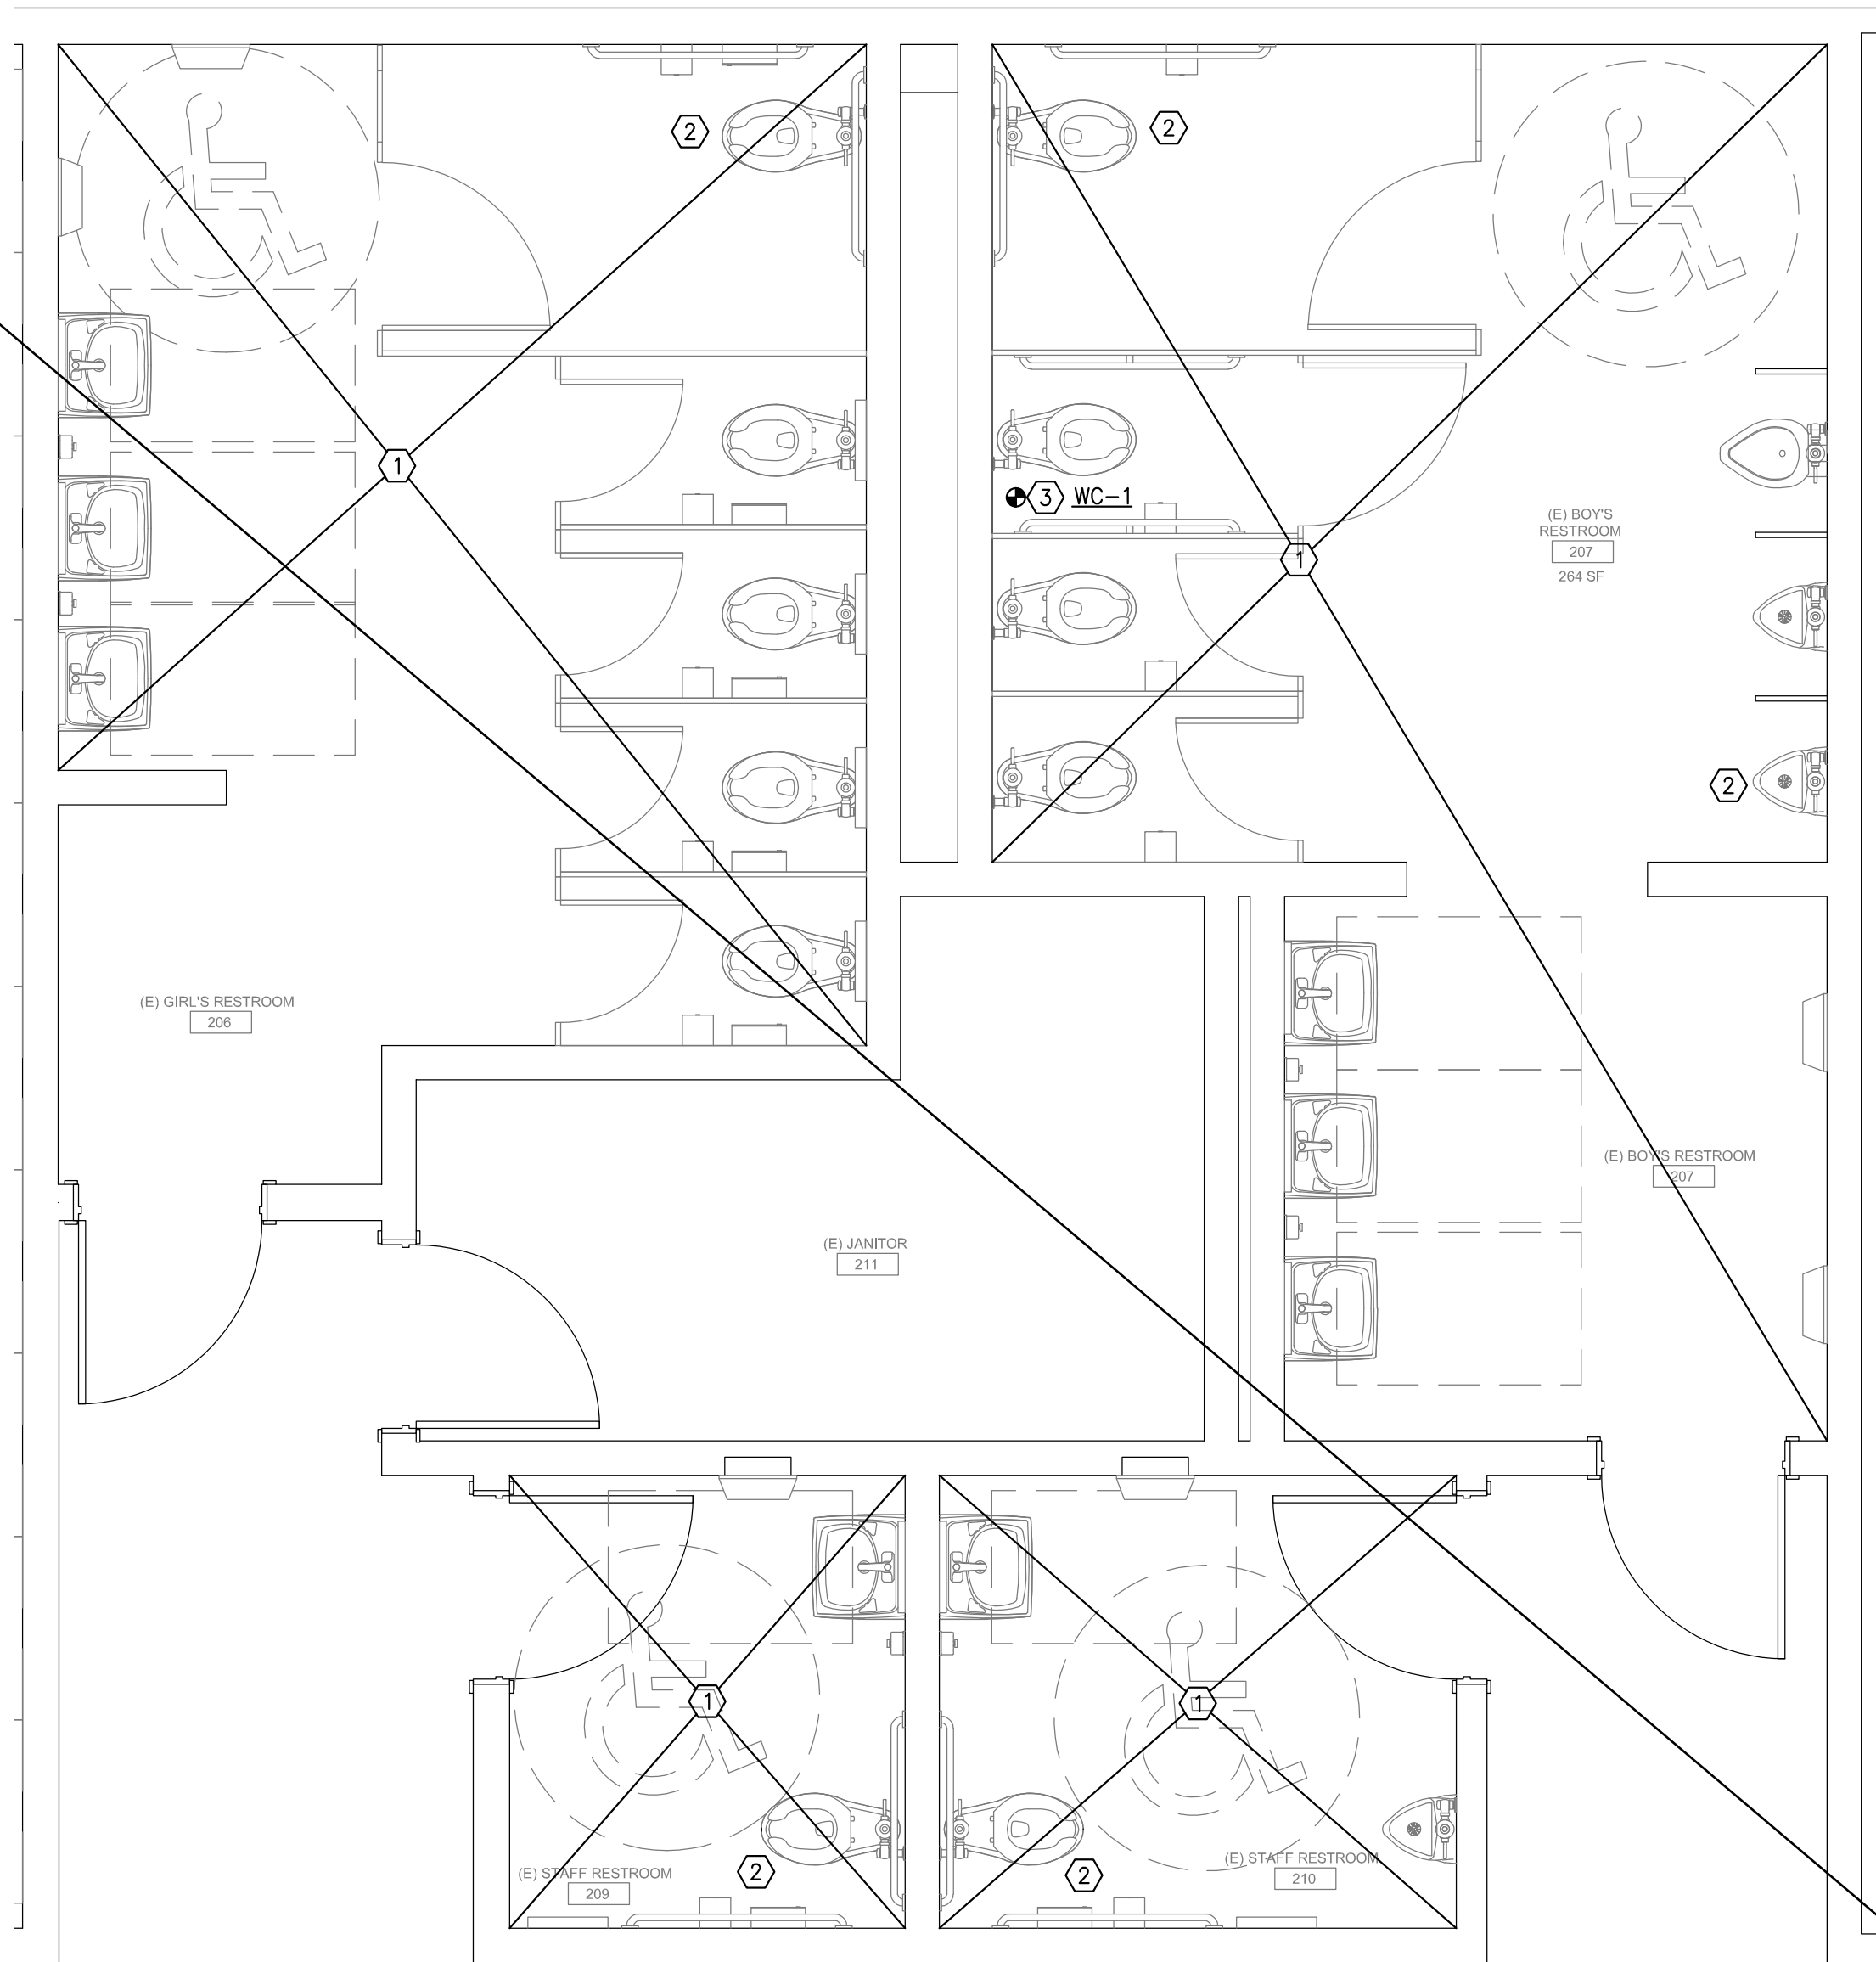 2
2
1
3 WC-1
(E) BOY'S
RESTROOM
207
264 SF
1
2
(E) GIRL'S RESTROOM
206
(E) BOY'S RESTROOM
207
(E) JANITOR
211
1
1
2
2
(E) STAFF RESTROOM
209
(E) STAFF RESTROOM
210